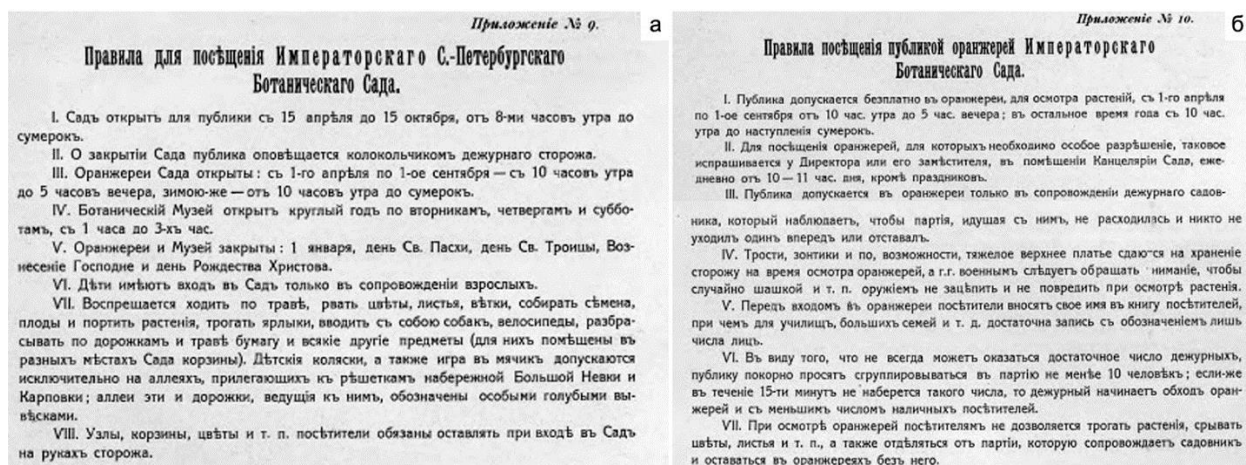 Приложеніе № 9.
а
Правила для посѣщенія Императорскаго С.-Петербургскаго
Ботаническаго Сада.
I. Садъ открытъ для публики съ 15 апрѣля до 15 октября, отъ 8-ми часовъ утра до
сумерокъ.
II. О закрытіи Сада публика оповѣщается колокольчикомъ дежурнаго сторожа.
III. Оранжереи Сада открыты: съ 1-го апрѣля по 1-ое сентября — съ 10 часовъ утра
до 5 часовъ вечера, зимою-же — отъ 10 часовъ утра до сумерокъ.
IV. Ботаническій Музей открытъ круглый годъ по вторникамъ, четвергамъ и суббо-
тамъ, съ 1 часа до 3-хъ час.
V. Оранжереи и Музей закрыты: 1 января, день Св. Пасхи, день Св. Троицы, Воз-
несеніе Господне и день Рождества Христова.
VI. Дѣти имѣютъ входъ въ Садъ только въ сопровожденіи взрослыхъ.
VII. Воспрещается ходить по травѣ, рвать цвѣты, листья, вѣтки, собирать сѣмена,
плоды и портить растенія, трогать ярлыки, вводить съ собою собакъ, велосипеды, разбра-
сывать по дорожкамъ и травѣ бумагу и всякіе другіе предметы (для нихъ помѣщены въ
разныхъ мѣстахъ Сада корзины). Дѣтскія коляски, а также игра въ мячикъ допускаются
исключительно на аллеяхъ, прилегающихъ къ рѣшеткамъ набережной Большой Невки и
Карповки; аллеи эти и дорожки, ведущія къ нимъ, обозначены особыми голубыми вы-
вѣсками.
VIII. Узлы, корзины, цвѣты и т. п. посѣтители обязаны оставлять при входѣ въ Садъ
на рукахъ сторожа.
Приложеніе № 10.
б
Правила посѣщенія публикой оранжерей Императорскаго
Ботаническаго Сада.
I. Публика допускается безплатно въ оранжереи, для осмотра растеній, съ 1-го апрѣля
по 1-ое сентября отъ 10 час. утра до 5 час. вечера; въ остальное время года съ 10 час.
утра до наступленія сумерокъ.
II. Для посѣщенія оранжерей, для которыхъ необходимо особое разрѣшеніе, таковое
испрашивается у Директора или его замѣстителя, въ помѣщеніи Канцеляріи Сада, еже-
дневно отъ 10 — 11 час. дня, кромѣ праздниковъ.
III. Публика допускается въ оранжереи только въ сопровожденіи дежурнаго садов-
ника, который наблюдаетъ, чтобы партія, идущая съ нимъ, не расходилась и никто не
уходилъ одинъ впередъ или отставалъ.
IV. Трости, зонтики и по, возможности, тяжелое верхнее платье сдаются на храненіе
сторожу на время осмотра оранжерей, а г.г. военнымъ слѣдуетъ обращать ниманіе, чтобы
случайно шашкой и т. п. оружіемъ не зацѣпить и не повредить при осмотрѣ растенія.
V. Передъ входомъ въ оранжереи посѣтители вносятъ свое имя въ книгу посѣтителей,
при чемъ для училищъ, большихъ семей и т. д. достаточна запись съ обозначеніемъ лишь
числа лицъ.
VI. Въ виду того, что не всегда можетъ оказаться достаточное число дежурныхъ,
публику покорно просятъ сгруппировываться въ партію не менѣе 10 человѣкъ; если-же
въ теченіе 15-ти минутъ не наберется такого числа, то дежурный начинаетъ обходъ оран-
жерей и съ меньшимъ числомъ наличныхъ посѣтителей.
VII. При осмотрѣ оранжерей посѣтителямъ не дозволяется трогать растенія, срывать
цвѣты, листья и т. п., а также отдѣляться отъ партіи, которую сопровождаетъ садовникъ
и оставаться въ оранжереяхъ безъ него.